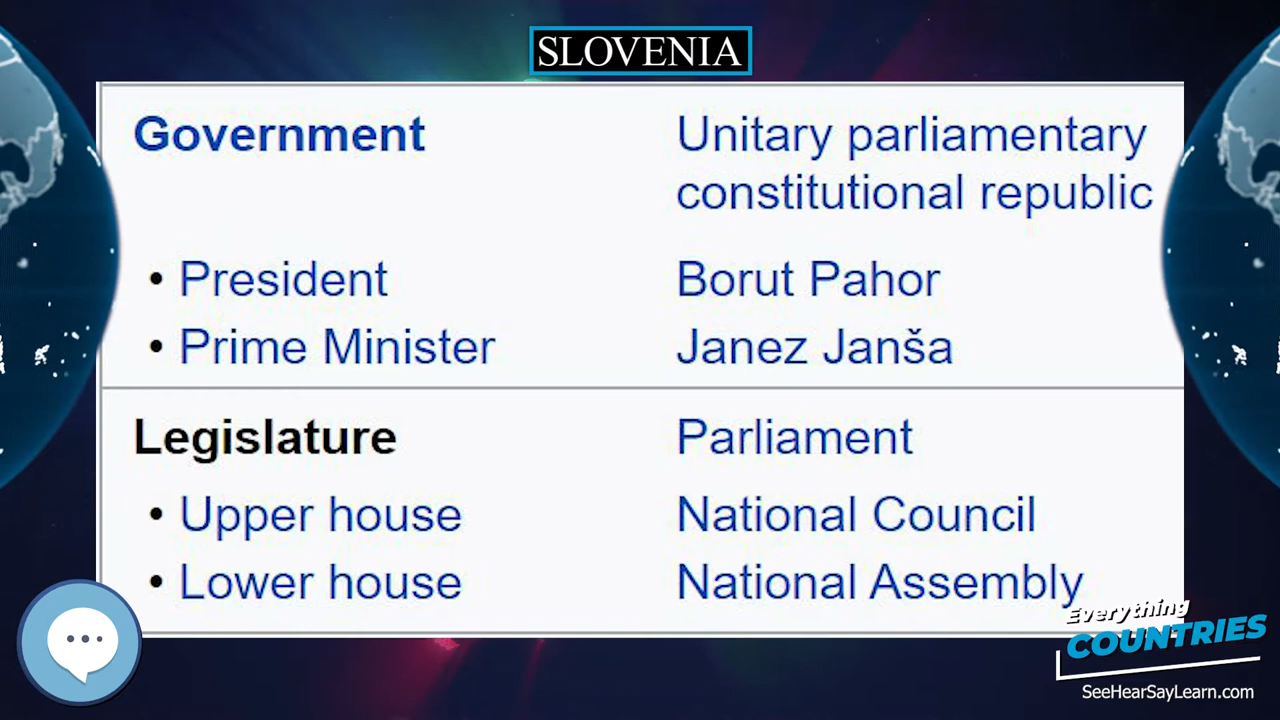 SLOVENIA
Government Unitary parliamentary
constitutional republic
• President Borut Pahor
• Prime Minister Janez Janša
Legislature Parliament
• Upper house National Council
• Lower house National Assembly
Everything
COUNTRIES
SeeHearSayLearn.com